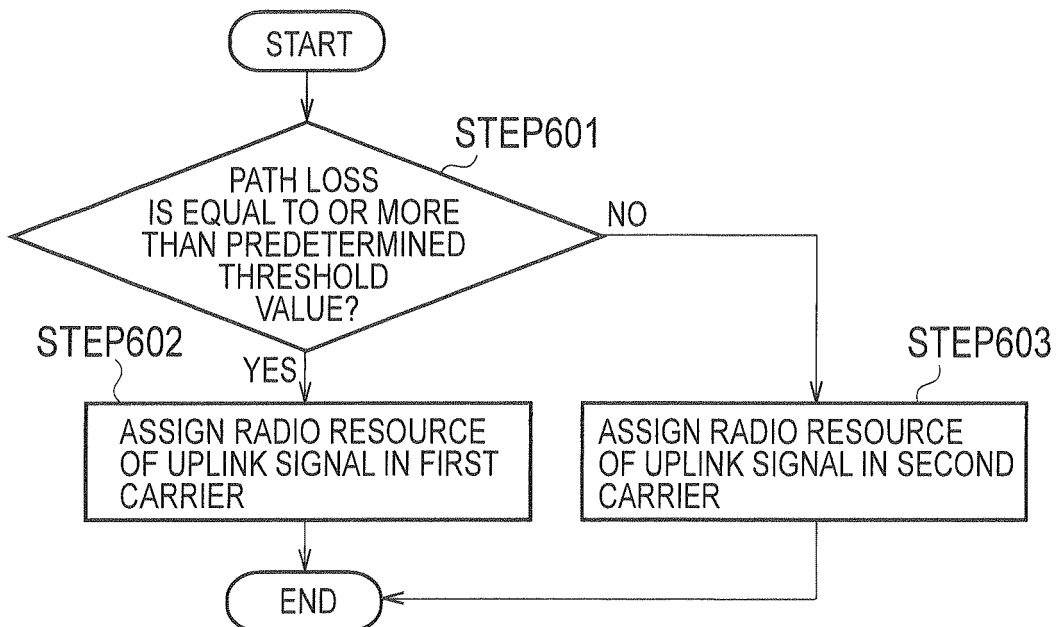 START
STEP601
PATH LOSS
IS EQUAL TO OR MORE
THAN PREDETERMINED
THRESHOLD
VALUE?
NO
STEP602
YES
STEP603
ASSIGN RADIO RESOURCE
OF UPLINK SIGNAL IN FIRST
CARRIER
ASSIGN RADIO RESOURCE
OF UPLINK SIGNAL IN SECOND
CARRIER
END